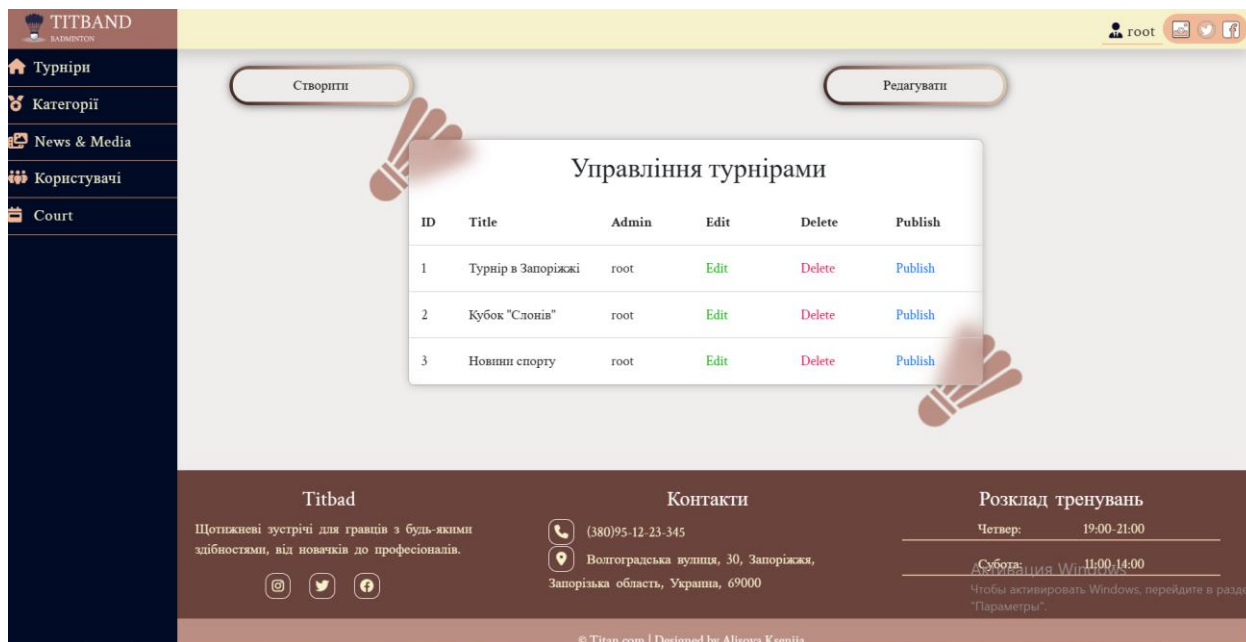 TITBAND
BADMINTON
root
Турніри
Категорії
News & Media
Користувачі
Court
Створити
Редагувати
Управління турнірами
ID Title Admin Edit Delete Publish
1 Турнір в Запоріжжі root Edit Delete Publish
2 Кубок "Слонів" root Edit Delete Publish
3 Новини спорту root Edit Delete Publish
Titbad
Щотижневі зустрічі для гравців з будь-якими
здібностями, від новачків до професіоналів.
Контакти
(380)95-12-23-345
Волгоградська вулиця, 30, Запоріжжя,
Запорізька область, Украина, 69000
Розклад тренувань
Четвер: 19:00-21:00
Субота: 11:00-14:00
Активация Windows
Чтобы активировать Windows, перейдите в разде
"Параметры".
© Titan.com | Designed by Alisova Kseniia